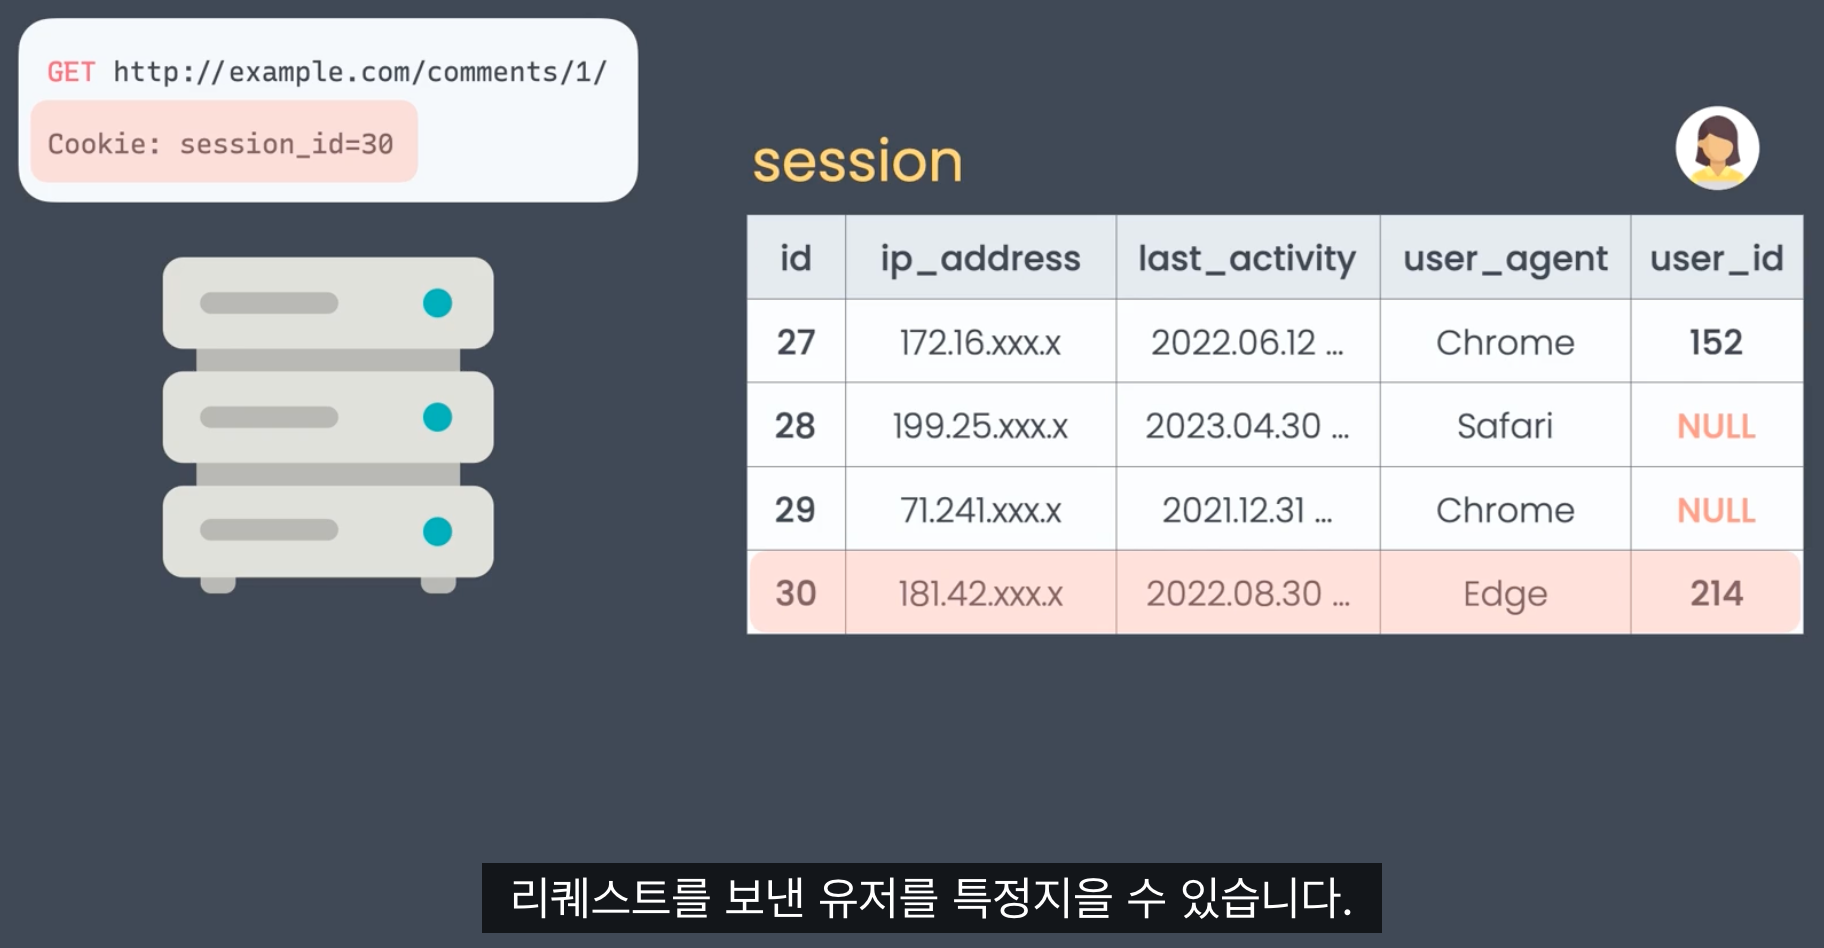 GET http://example.com/comments/1/
Cookie: session_id=30
session
id ip_address last_activity user_agent user_id
27 172.16.xxx.x 2022.06.12 ... Chrome 152
28 199.25.xxx.x 2023.04.30 ... Safari NULL
29 71.241.xxx.x 2021.12.31 ... Chrome NULL
30 181.42.xxx.x 2022.08.30 ... Edge 214
리퀘스트를 보낸 유저를 특정지을 수 있습니다.